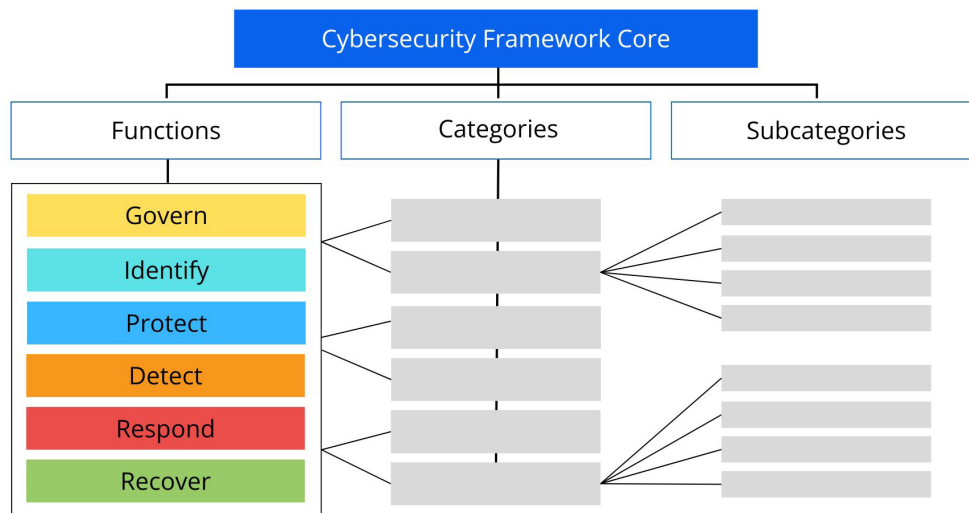 Cybersecurity Framework Core
Functions
Categories
Subcategories
Govern
Identify
Protect
Detect
Respond
Recover